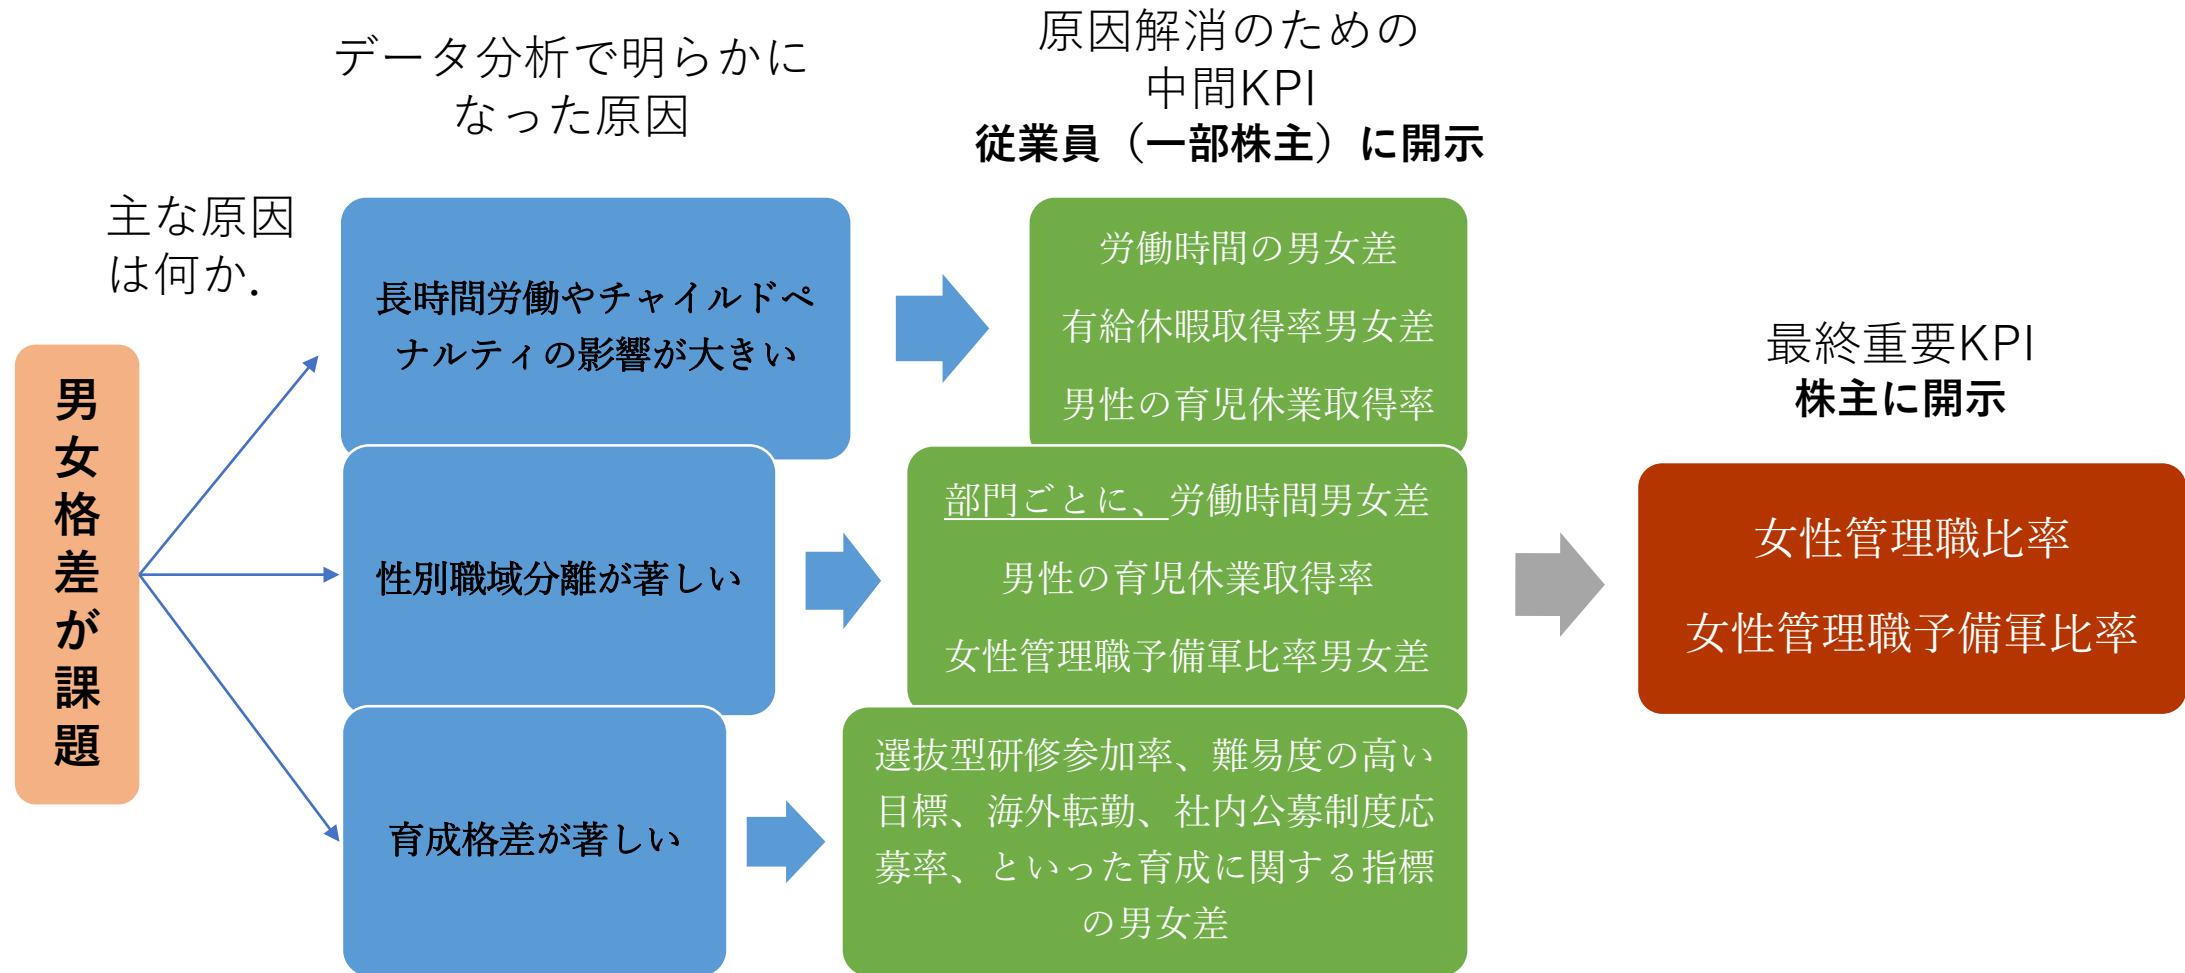 データ分析で明らかに
なった原因
原因解消のための
中間KPI
従業員（一部株主）に開示
主な原因
は何か．
男女格差が課題
長時間労働やチャイルドペ
ナルティの影響が大きい
労働時間の男女差
有給休暇取得率男女差
男性の育児休業取得率
性別職域分離が著しい
部門ごとに、労働時間男女差
男性の育児休業取得率
女性管理職予備軍比率男女差
育成格差が著しい
選抜型研修参加率、難易度の高い
目標、海外転勤、社内公募制度応
募率、といった育成に関する指標
の男女差
最終重要KPI
株主に開示
女性管理職比率
女性管理職予備軍比率